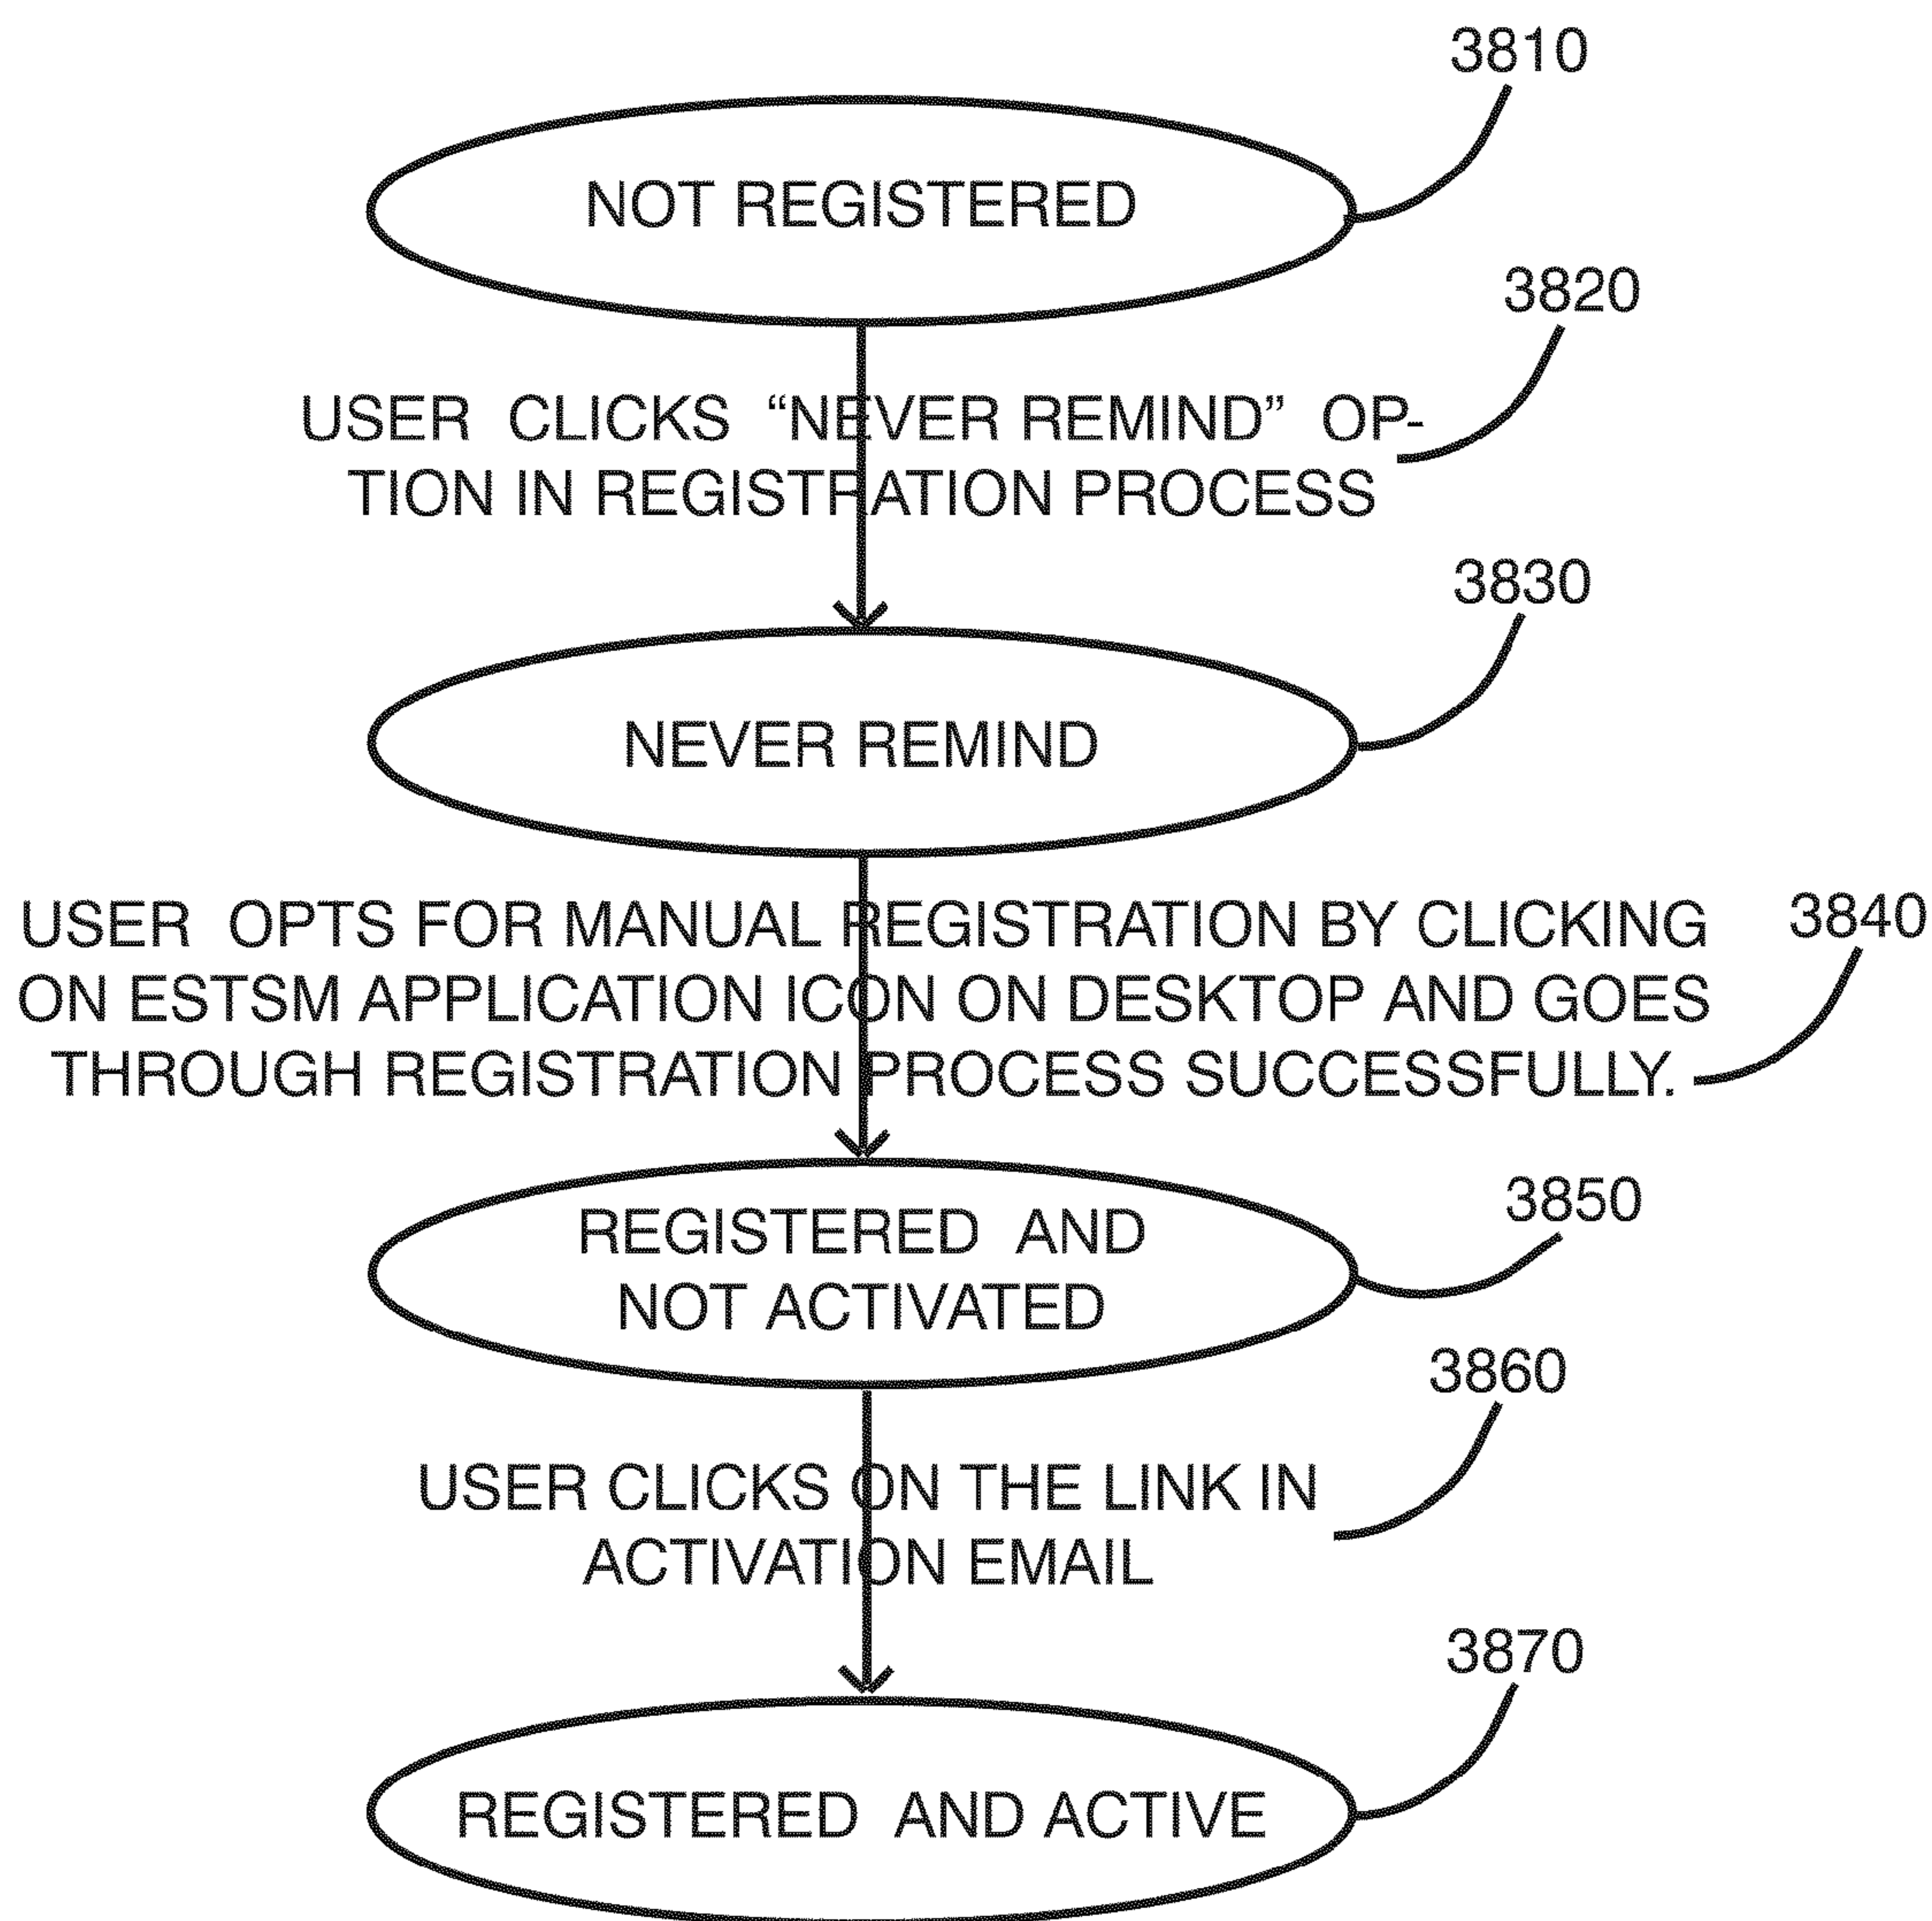 3810
NOT REGISTERED
3820
USER CLICKS “NEVER REMIND” OP-
TION IN REGISTRATION PROCESS
3830
NEVER REMIND
USER OPTS FOR MANUAL REGISTRATION BY CLICKING
3840
ON ESTSM APPLICATION ICON ON DESKTOP AND GOES
THROUGH REGISTRATION PROCESS SUCCESSFULLY.
3850
REGISTERED AND
NOT ACTIVATED
3860
USER CLICKS ON THE LINK IN
ACTIVATION EMAIL
3870
REGISTERED AND ACTIVE